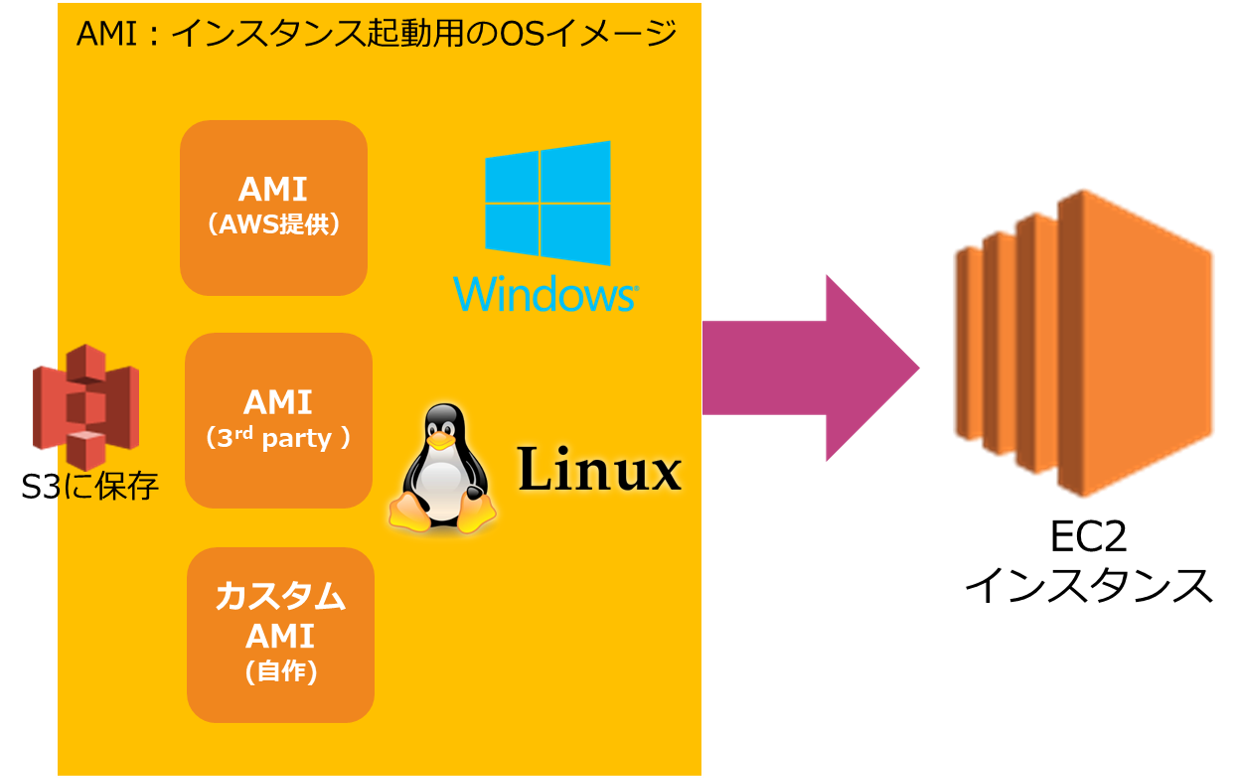 AMI：インスタンス起動用のOSイメージ
AMI
（AWS提供）
Windows®
AMI
（3rd party ）
Linux
S3に保存
カスタム
AMI
(自作)
EC2
インスタンス